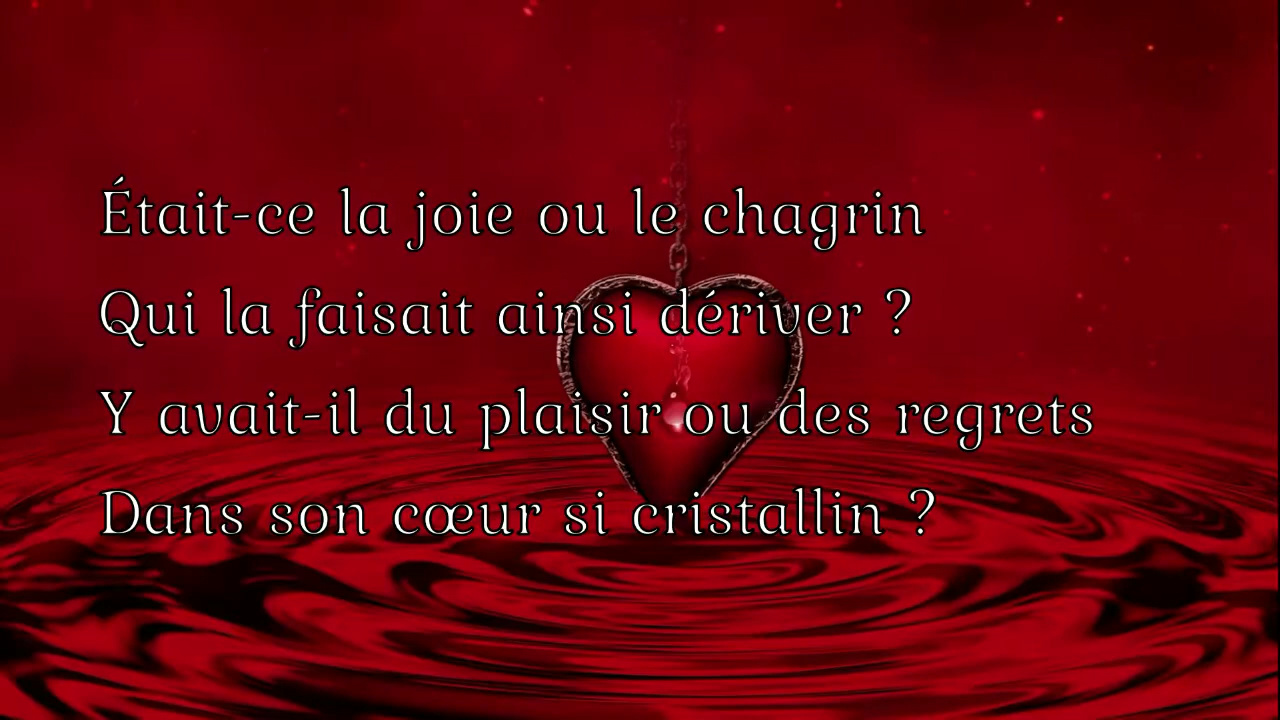 Était-ce la joie ou le chagrin
Qui la faisait ainsi dériver ?
Y avait-il du plaisir ou des regrets
Dans son cœur si cristallin ?